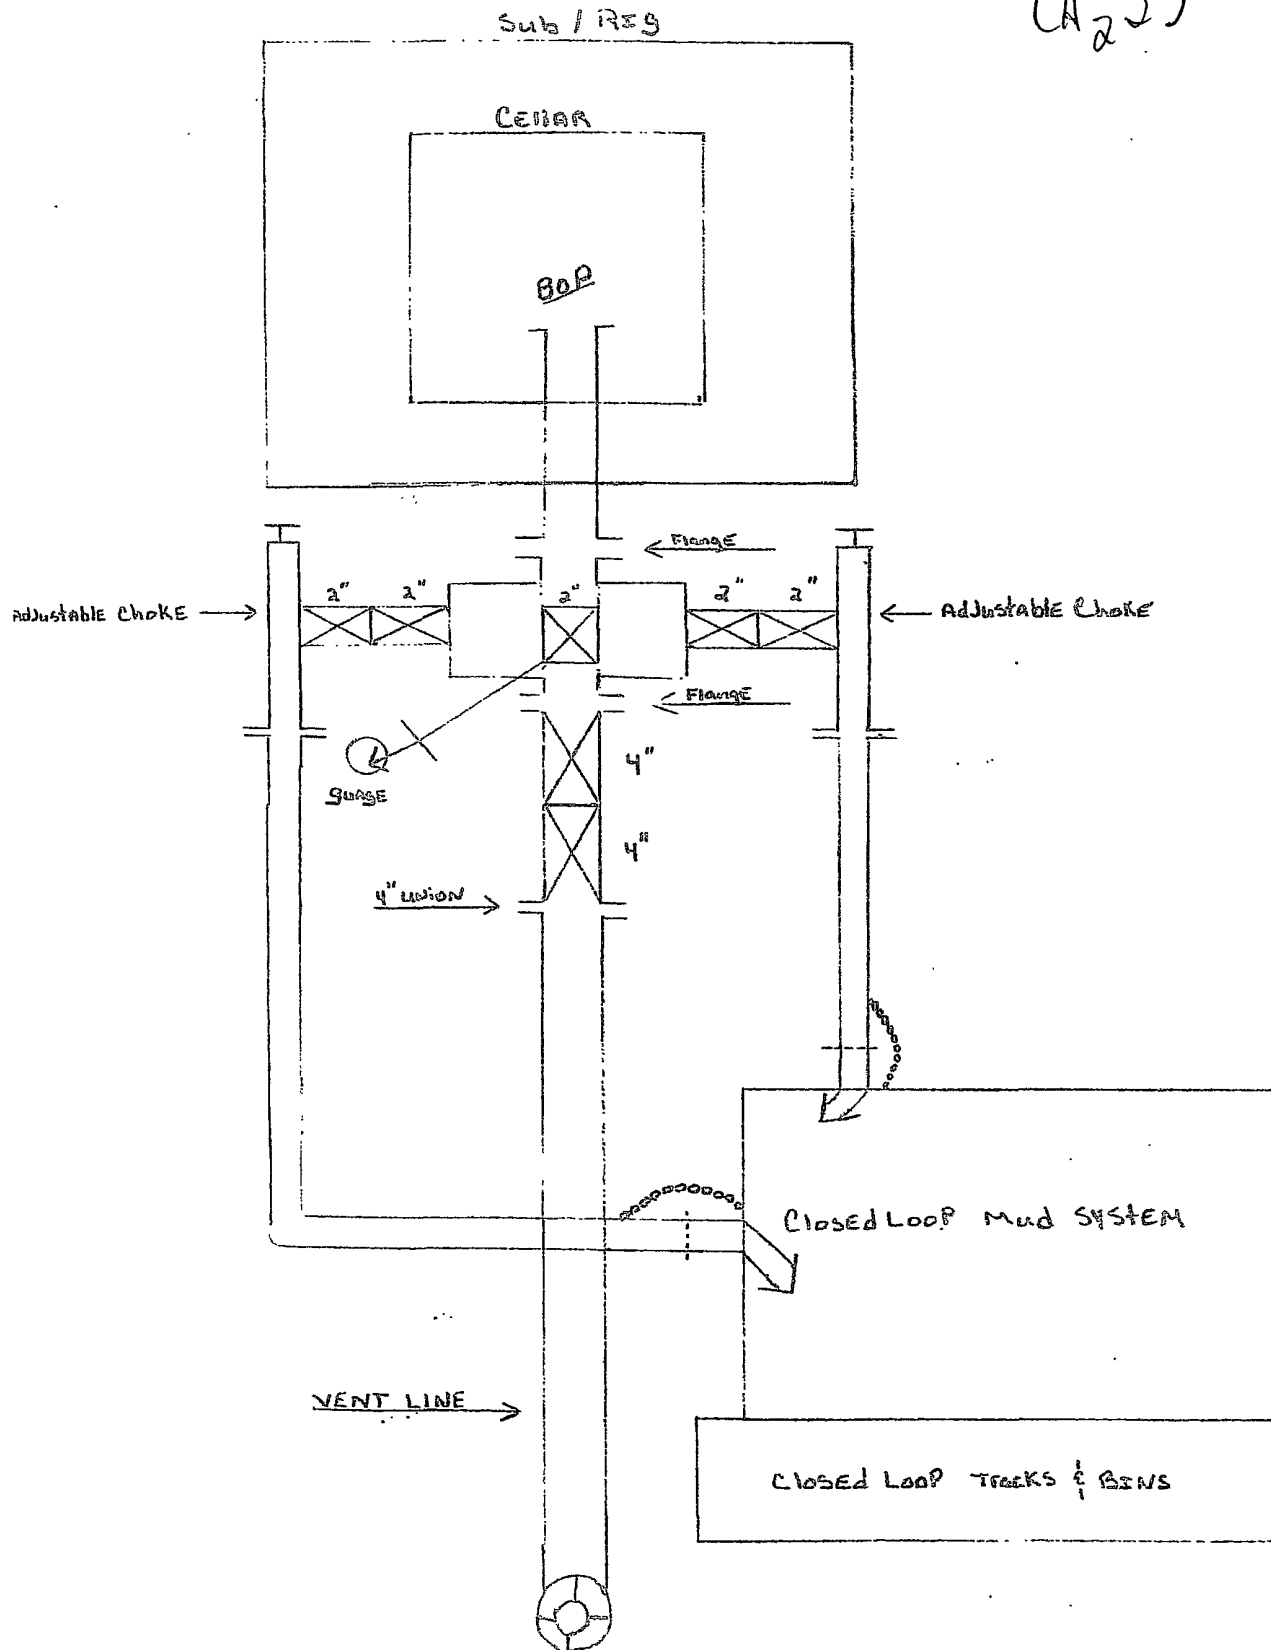 Sub / RIg
CEllAR
BOP
FlangE
2" 2" 2" 2" 2"
AdJustABLE ChoKE
AdJustABLE ChoKE
FlangE
4"
guagE
4"
4" UNION
Closed LOOP Mud SYSTEM
VENT LINE
Closed LOOP TracKS & BINS